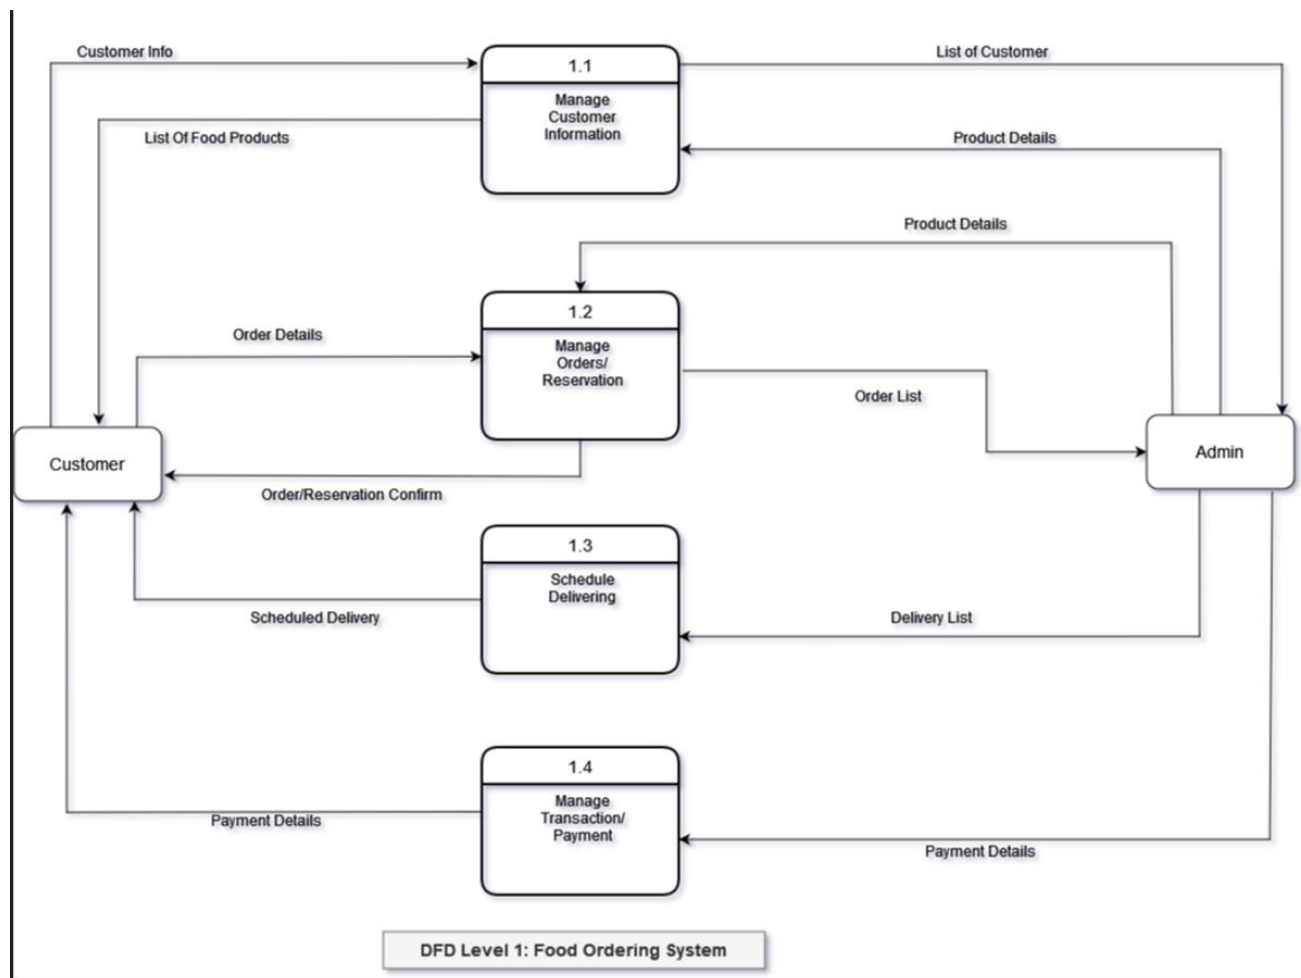 Customer Info
1.1
List of Customer
Manage
Customer
Information
List Of Food Products
Product Details
Product Details
1.2
Order Details
Manage
Orders/
Reservation
Order List
Customer
Admin
Order/Reservation Confirm
1.3
Schedule
Delivering
Scheduled Delivery
Delivery List
1.4
Manage
Transaction/
Payment
Payment Details
Payment Details
DFD Level 1: Food Ordering System